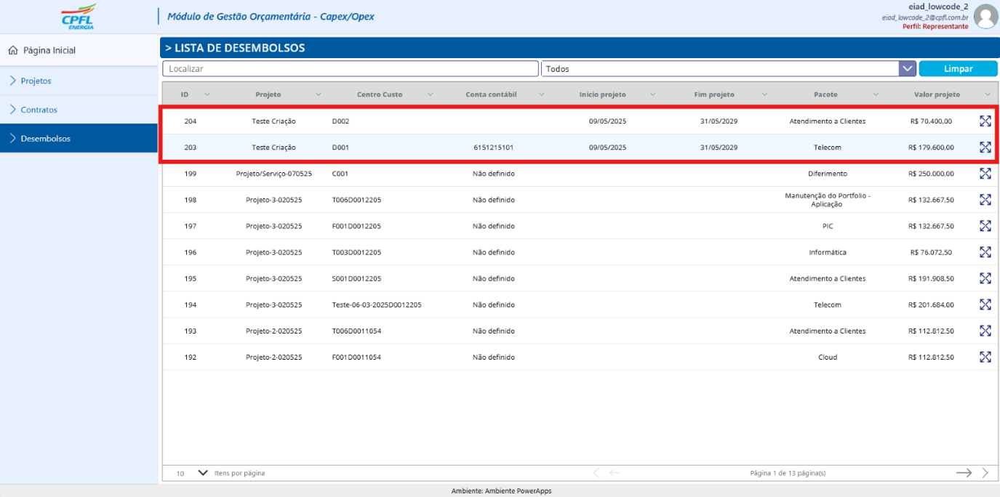 CPFL
ENERGIA
Módulo de Gestão Orçamentária - Capex/Opex
eiad_lowcode_2
eiad_lowcode_2@cpfl.com.br
Perfil: Representante
Página Inicial
Projetos
Contratos
Desembolsos
> LISTA DE DESEMBOLSOS
Localizar Todos Limpar
ID Projeto Centro Custo Conta contábil Início projeto Fim projeto Pacote Valor projeto
204 Teste Criação D002 09/05/2025 31/05/2029 Atendimento a Clientes R$ 70.400,00
203 Teste Criação D001 6151215101 09/05/2025 31/05/2029 Telecom R$ 179.600,00
199 Projeto/Serviço-070525 C001 Não definido Diferimento R$ 250.000,00
198 Projeto-3-020525 T006D0012205 Não definido Manutenção do Portfolio - Aplicação R$ 132.667,50
197 Projeto-3-020525 F001D0012205 Não definido PIC R$ 132.667,50
196 Projeto-3-020525 T003D0012205 Não definido Informática R$ 76.072,50
195 Projeto-3-020525 S001D0012205 Não definido Atendimento a Clientes R$ 191.908,50
194 Projeto-3-020525 Teste-06-03-2025D0012205 Não definido Telecom R$ 201.684,00
193 Projeto-2-020525 T006D0011054 Não definido Atendimento a Clientes R$ 112.812,50
192 Projeto-2-020525 F001D0011054 Não definido Cloud R$ 112.812,50
10 Itens por página Página 1 de 13 página(s)
Ambiente: Ambiente PowerApps